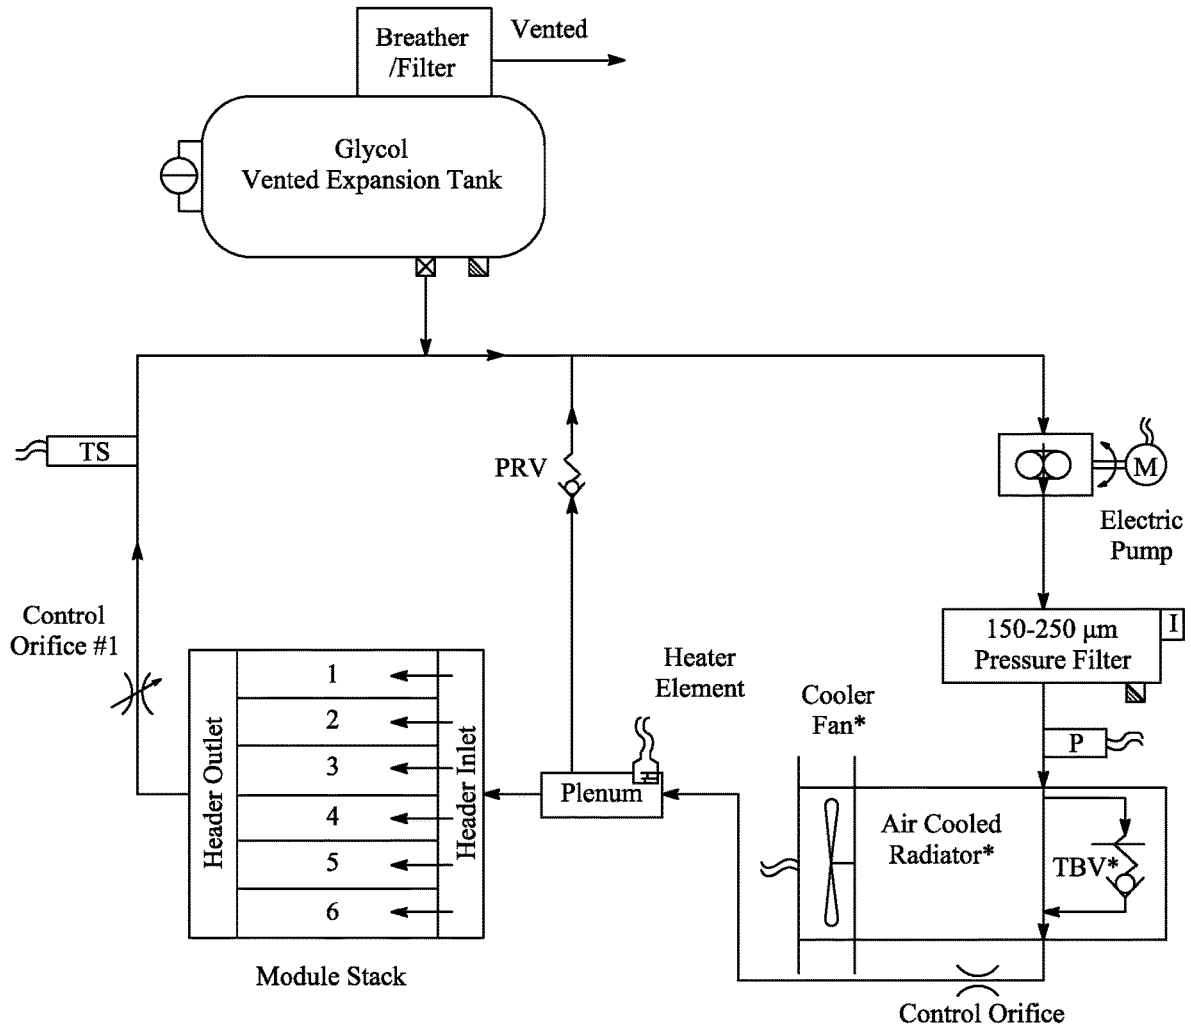 Breather
/Filter
Vented
Glycol
Vented Expansion Tank
TS
PRV
M
Electric
Pump
Control
Orifice #1
150-250 μm
Pressure Filter
I
Heater
Element
Cooler
Fan*
P
Header Outlet
1
2
3
4
5
6
Header Inlet
Plenum
Air Cooled
Radiator*
TBV*
Module Stack
Control Orifice